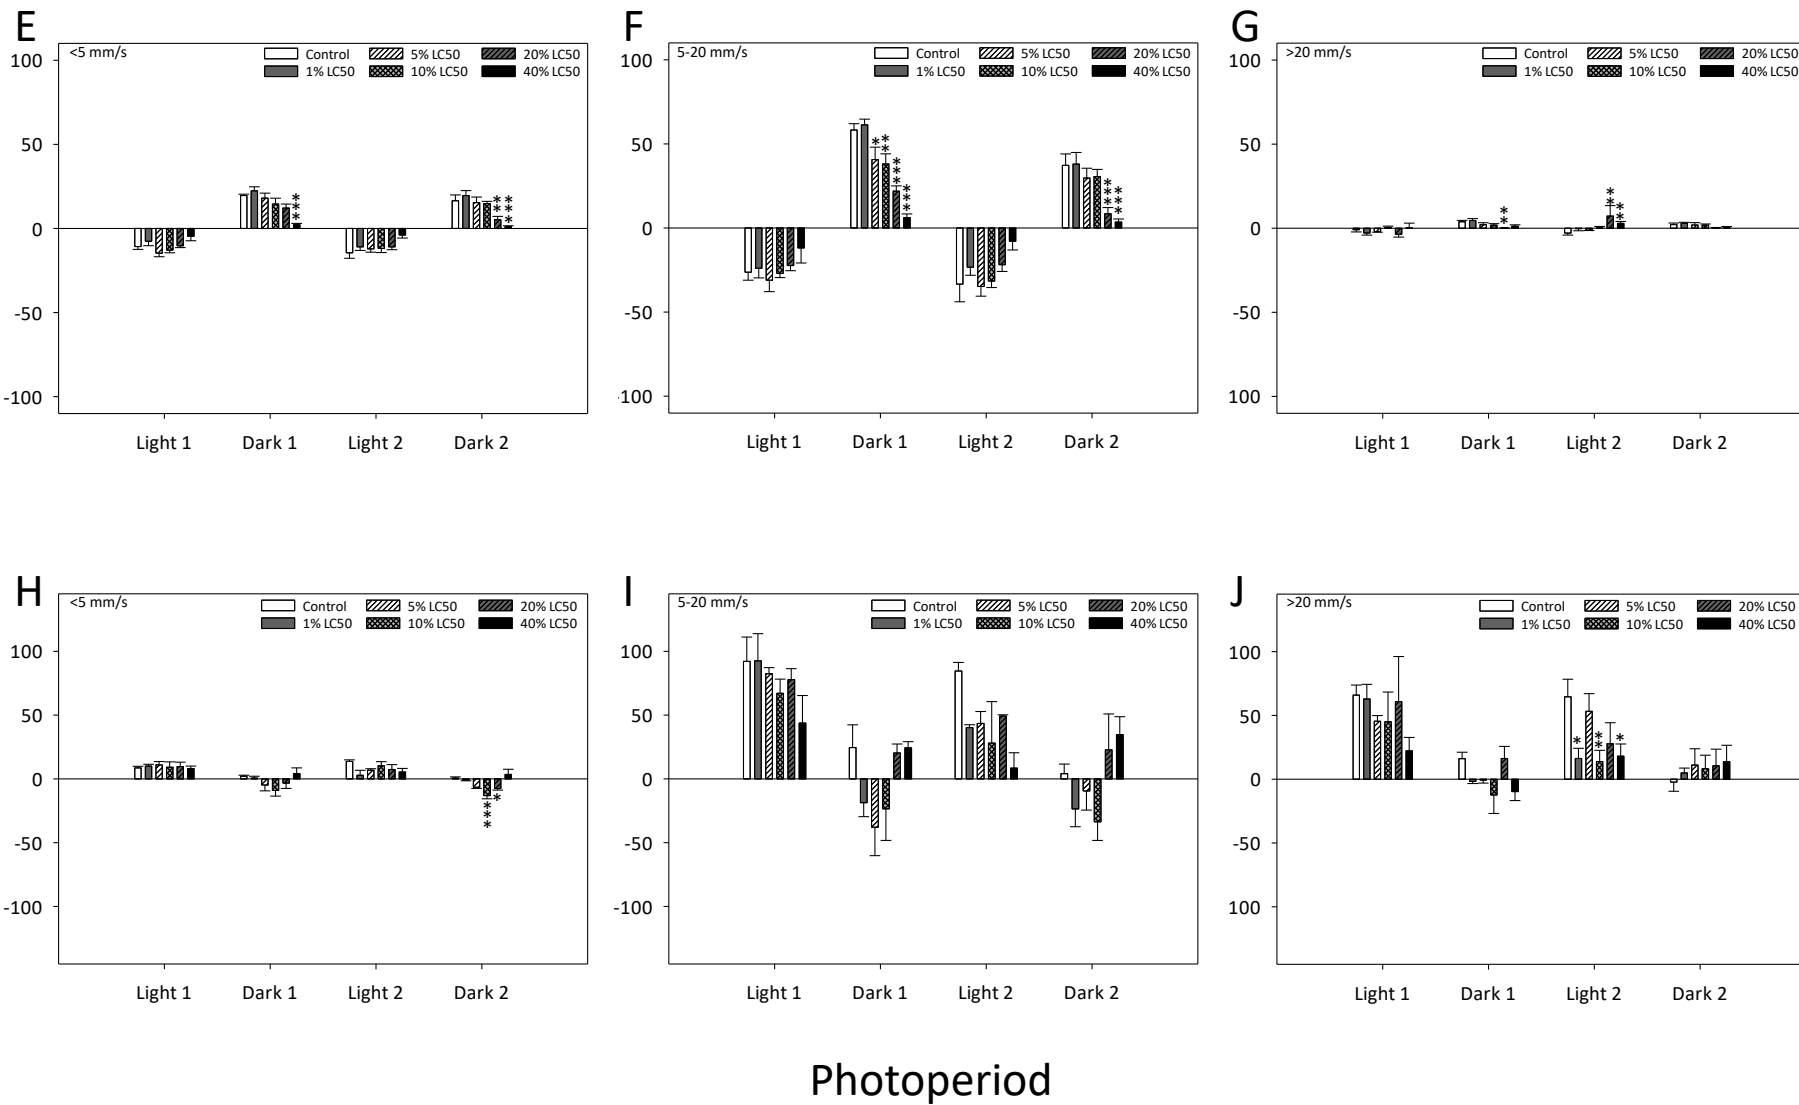 E
<5 mm/s
Control 5% LC50 20% LC50
1% LC50 10% LC50 40% LC50
100
50
0
-50
-100
*** ** ***
Light 1 Dark 1 Light 2 Dark 2
F
5-20 mm/s
Control 5% LC50 20% LC50
1% LC50 10% LC50 40% LC50
100
50
0
-50
-100
* ** *** *** *** ***
Light 1 Dark 1 Light 2 Dark 2
G
>20 mm/s
Control 5% LC50 20% LC50
1% LC50 10% LC50 40% LC50
100
50
0
-50
100
** ** **
Light 1 Dark 1 Light 2 Dark 2
H
<5 mm/s
Control 5% LC50 20% LC50
1% LC50 10% LC50 40% LC50
100
50
0
-50
-100
*** *
Light 1 Dark 1 Light 2 Dark 2
I
5-20 mm/s
Control 5% LC50 20% LC50
1% LC50 10% LC50 40% LC50
100
50
0
-50
-100
Light 1 Dark 1 Light 2 Dark 2
J
>20 mm/s
Control 5% LC50 20% LC50
1% LC50 10% LC50 40% LC50
100
50
0
-50
100
* ** *
Light 1 Dark 1 Light 2 Dark 2
Photoperiod